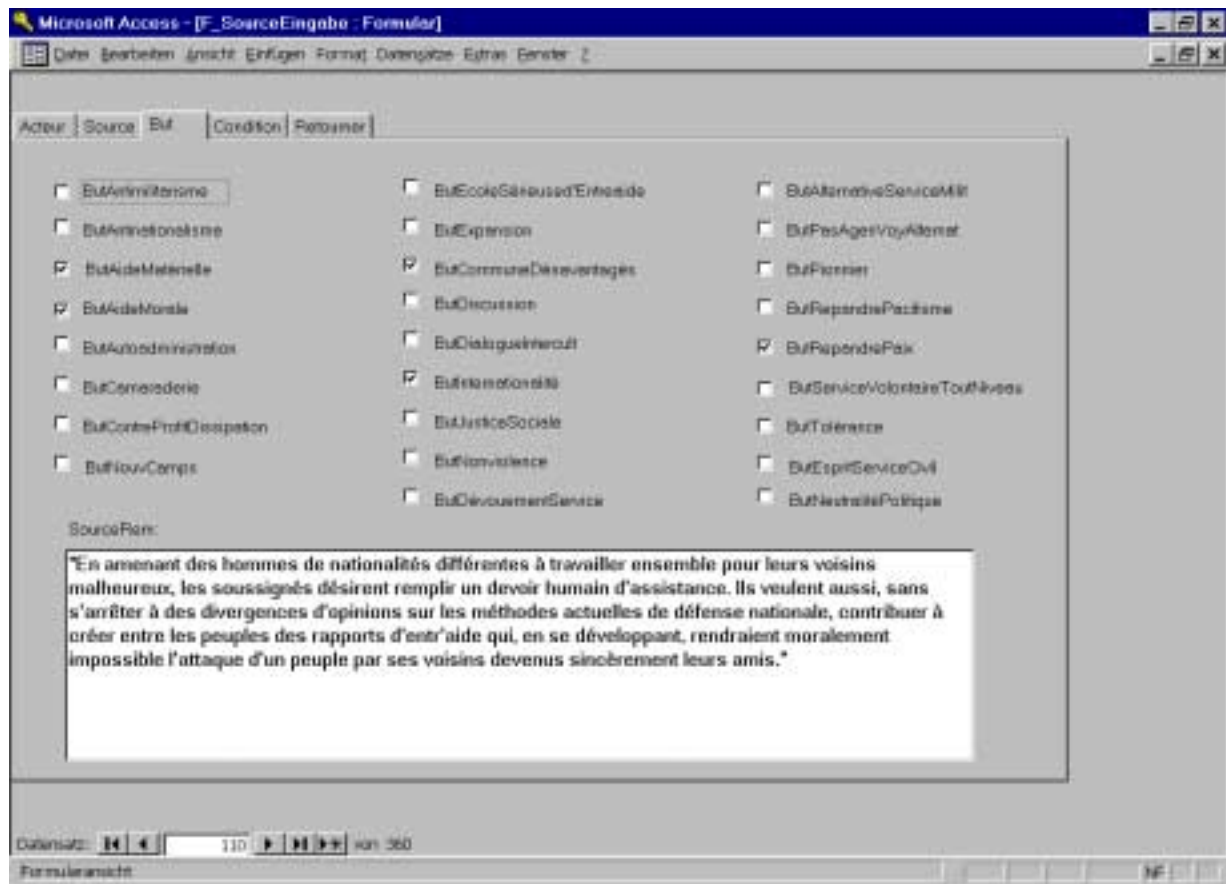 Microsoft Access - [F_SourceEingabe : Formular]
Datei Bearbeiten Ansicht Einfügen Format Datensätze Extras Fenster ?
Acteur Source But Condition Retourner
ButAntimilitarisme ButEcoleSérieused'Entreaide ButAlternativeServiceMilit
ButAntinationalisme ButExpansion ButPasAgenVoyAlternat
ButAideMatérielle ButCommuneDésavantagés ButPionnier
ButAideMorale ButDiscussion ButRepandrePacifisme
ButAutoadministration ButDialogueIntercult ButRepandrePaix
ButCamaraderie ButInternationalité ButServiceVolontaireToutNiveau
ButContreProfitDissipation ButJusticeSociale ButTolérance
ButNouvCamps ButNonviolence ButEspritServiceCivil
ButDévouementService ButNeutralitéPolitique
SourceRem:
"En amenant des hommes de nationalités différentes à travailler ensemble pour leurs voisins
malheureux, les soussignés désirent remplir un devoir humain d'assistance. Ils veulent aussi, sans
s'arrêter à des divergences d'opinions sur les méthodes actuelles de défense nationale, contribuer à
créer entre les peuples des rapports d'entr'aide qui, en se développant, rendraient moralement
impossible l'attaque d'un peuple par ses voisins devenus sincèrement leurs amis."
Datensatz: 110 von 360
Formularansicht NF